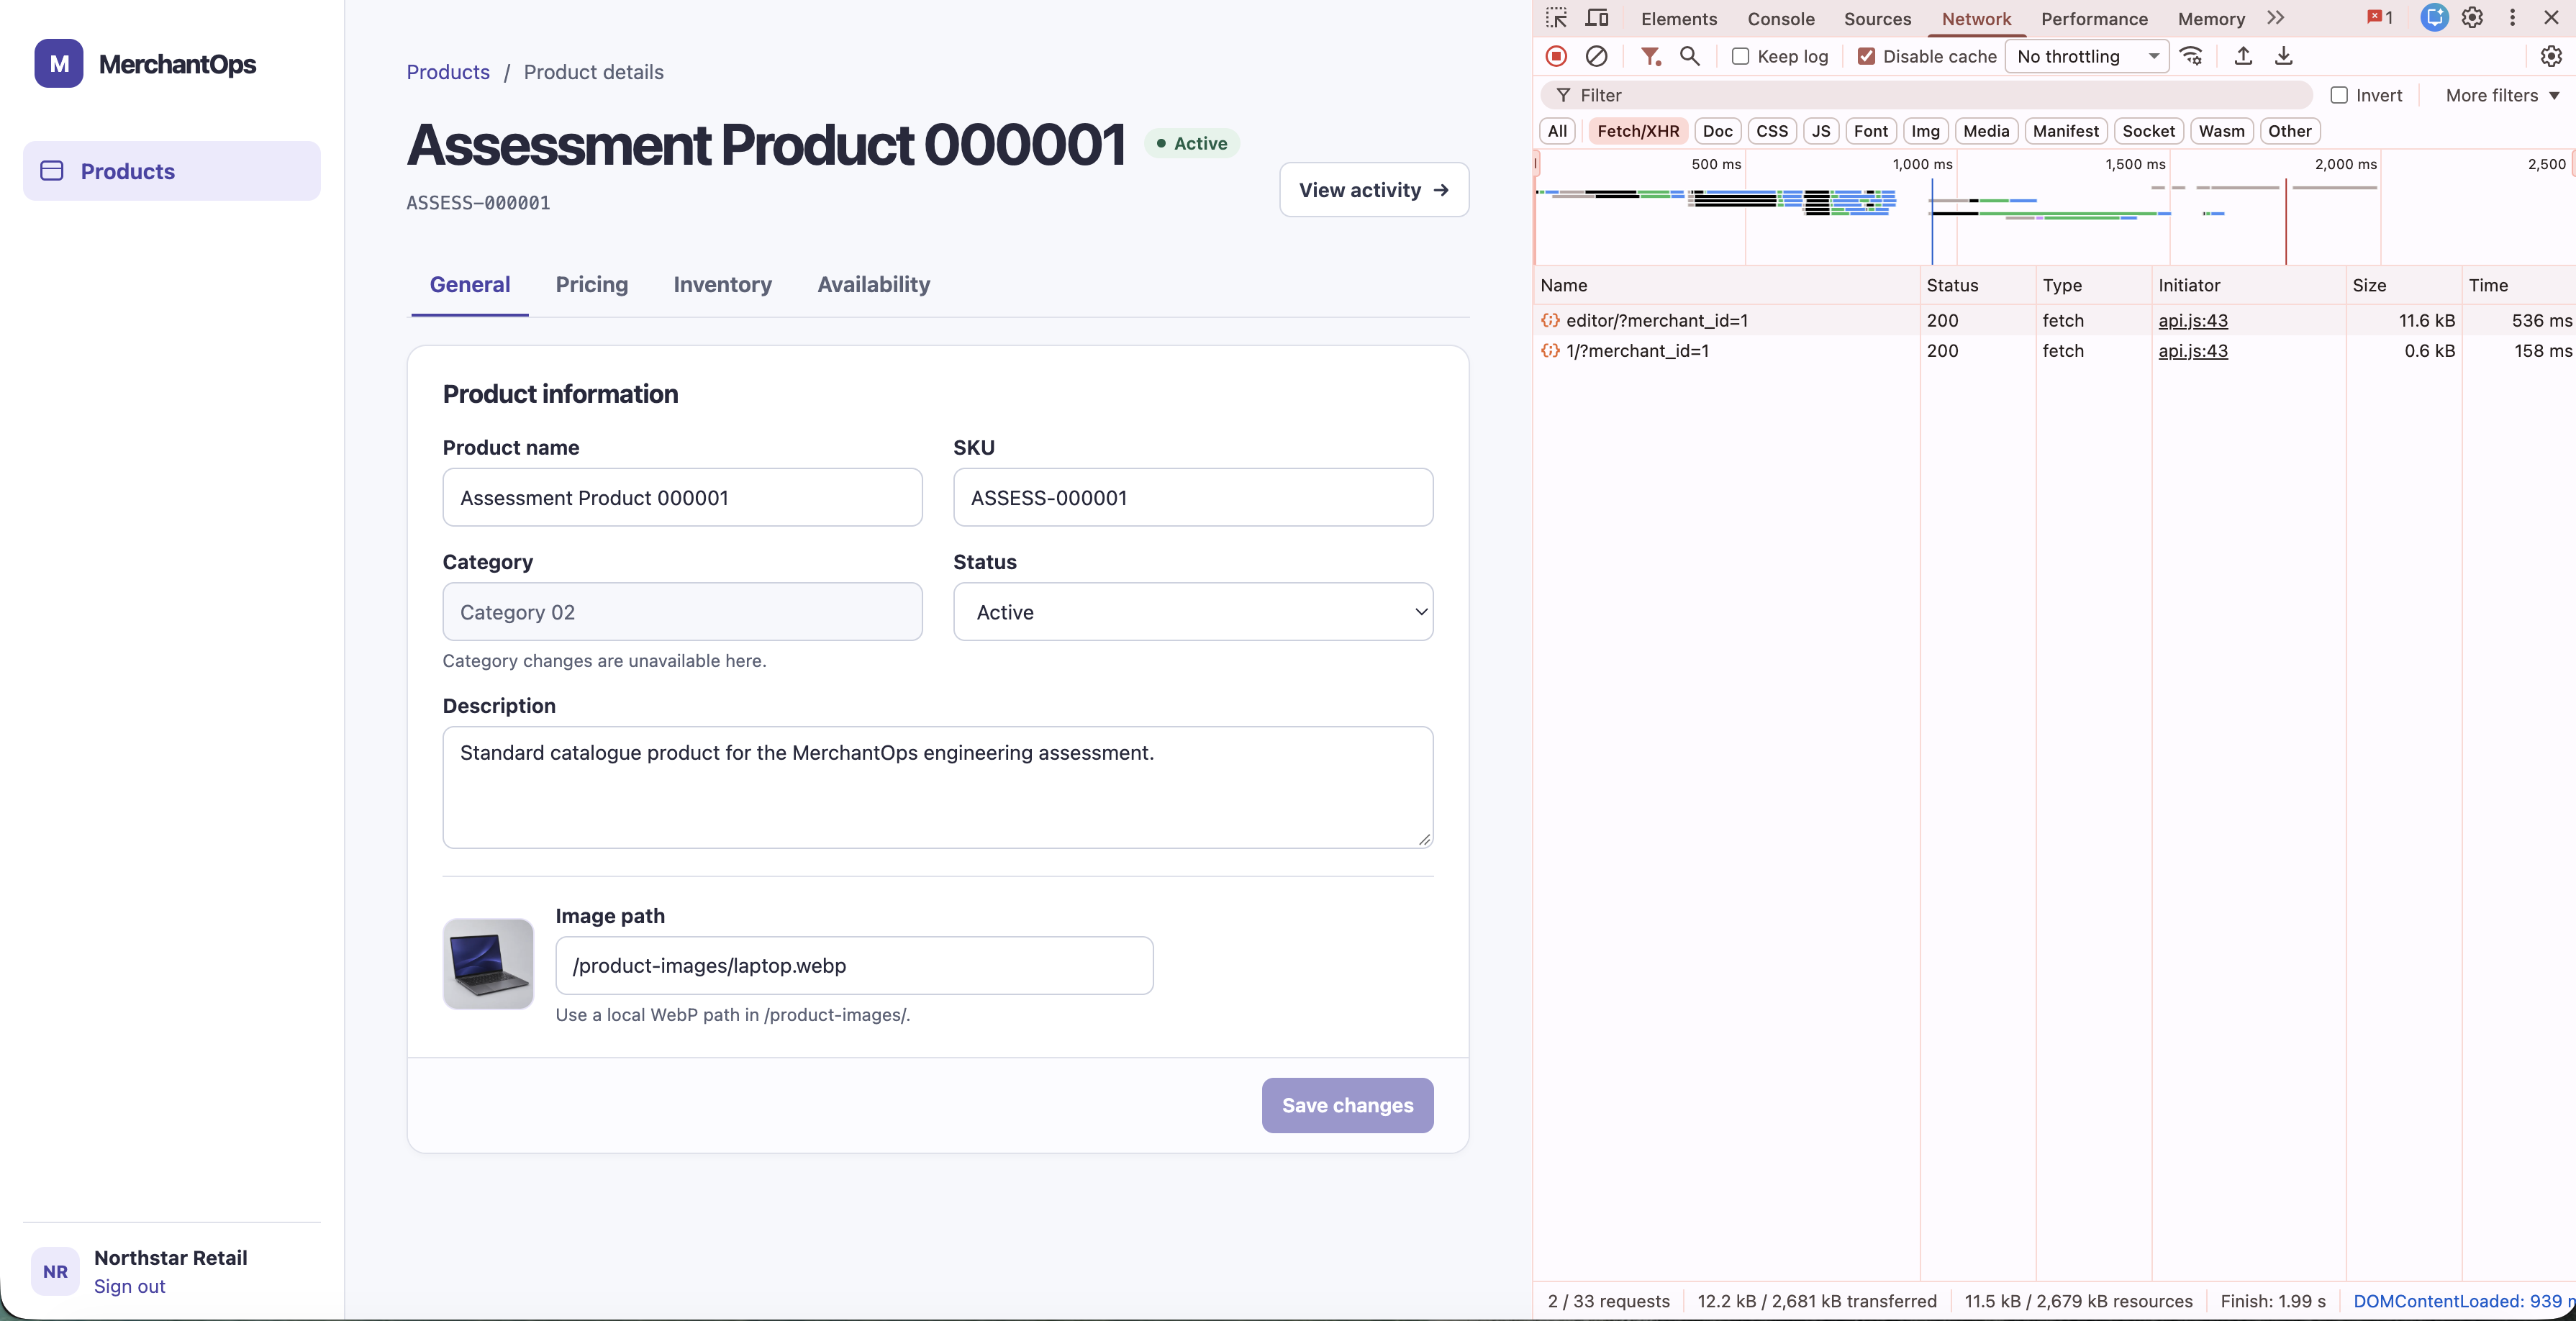 M MerchantOps
Products
NR Northstar Retail
Sign out
Products / Product details
Assessment Product 000001 Active
ASSESS-000001
View activity →
General Pricing Inventory Availability
Product information
Product name SKU
Assessment Product 000001 ASSESS-000001
Category Status
Category 02 Active
Category changes are unavailable here.
Description
Standard catalogue product for the MerchantOps engineering assessment.
Image path
/product-images/laptop.webp
Use a local WebP path in /product-images/.
Save changes
Elements Console Sources Network Performance Memory 1
Keep log Disable cache No throttling
Filter Invert More filters
All Fetch/XHR Doc CSS JS Font Img Media Manifest Socket Wasm Other
500 ms 1,000 ms 1,500 ms 2,000 ms 2,500
Name Status Type Initiator Size Time
editor/?merchant_id=1 200 fetch api.js:43 11.6 kB 536 ms
1/?merchant_id=1 200 fetch api.js:43 0.6 kB 158 ms
2 / 33 requests 12.2 kB / 2,681 kB transferred 11.5 kB / 2,679 kB resources Finish: 1.99 s DOMContentLoaded: 939